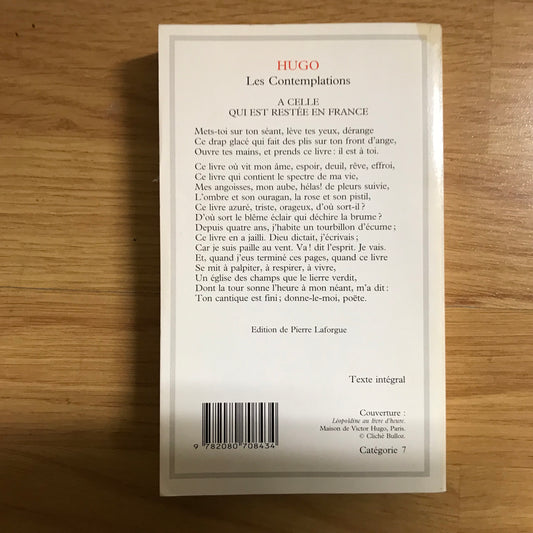 HUGO
Les Contemplations
A CELLE
QUI EST RESTÉE EN FRANCE
Mets-toi sur ton séant, lève tes yeux, dérange
Ce drap glacé qui fait des plis sur ton front d'ange,
Ouvre tes mains, et prends ce livre : il est à toi.
Ce livre où vit mon âme, espoir, deuil, rêve, effroi,
Ce livre qui contient le spectre de ma vie,
Mes angoisses, mon aube, hélas! de pleurs suivie,
L'ombre et son ouragan, la rose et son pistil,
Ce livre azuré, triste, orageux, d'où sort-il ?
D'où sort le blême éclair qui déchire la brume ?
Depuis quatre ans, j'habite un tourbillon d'écume ;
Ce livre en a jailli. Dieu dictait, j'écrivais ;
Car je suis paille au vent. Va ! dit l'esprit. Je vais.
Et, quand j'eus terminé ces pages, quand ce livre
Se mit à palpiter, à respirer, à vivre,
Un église des champs que le lierre verdit,
Dont la tour sonne l'heure à mon néant, m'a dit :
Ton cantique est fini ; donne-le-moi, poëte.
Edition de Pierre Laforgue
Texte intégral
Couverture :
Léopoldine au livre d'heure.
Maison de Victor Hugo, Paris.
© Cliché Bulloz.
Catégorie 7
9 782080 708434